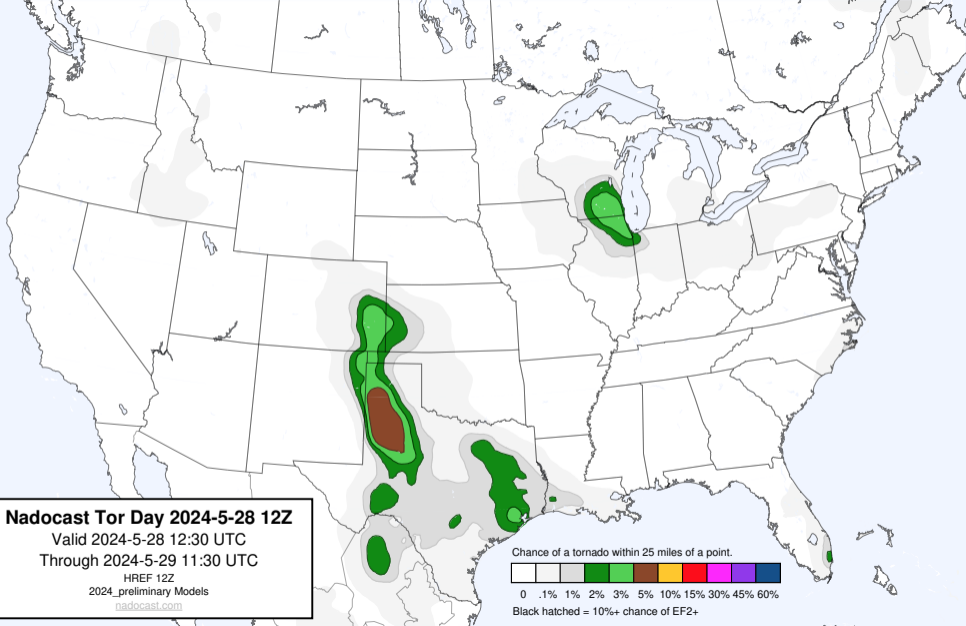 Nadocast Tor Day 2024-5-28 12Z
Valid 2024-5-28 12:30 UTC
Through 2024-5-29 11:30 UTC
HREF 12Z
2024_preliminary Models
nadocast.com
Chance of a tornado within 25 miles of a point.
0 .1% 1% 2% 3% 5% 10% 15% 30% 45% 60%
Black hatched = 10%+ chance of EF2+